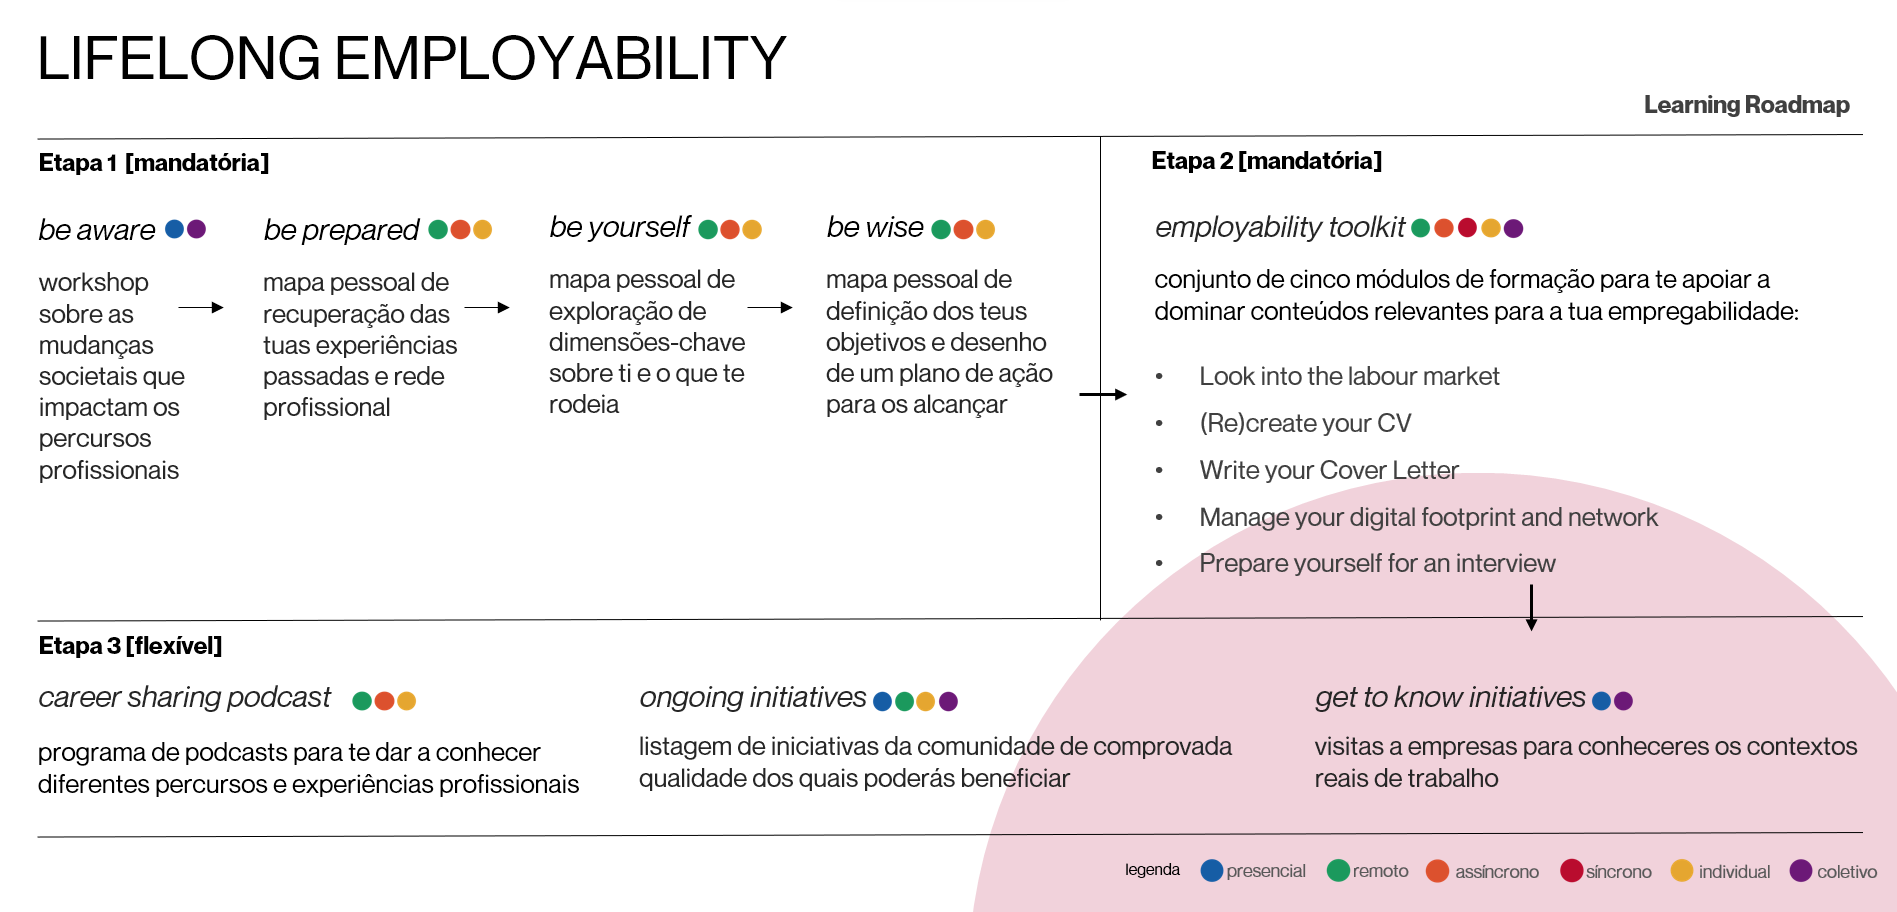 LIFELONG EMPLOYABILITY
Learning Roadmap
Etapa 1 [mandatória]
be aware
workshop
sobre as
mudanças
societais que
impactam os
percursos
profissionais
be prepared
mapa pessoal de
recuperação das
tuas experiências
passadas e rede
profissional
be yourself
mapa pessoal de
exploração de
dimensões-chave
sobre ti e o que te
rodeia
be wise
mapa pessoal de
definição dos teus
objetivos e desenho
de um plano de ação
para os alcançar
Etapa 2 [mandatória]
employability toolkit
conjunto de cinco módulos de formação para te apoiar a
dominar conteúdos relevantes para a tua empregabilidade:
• Look into the labour market
• (Re)create your CV
• Write your Cover Letter
• Manage your digital footprint and network
• Prepare yourself for an interview
Etapa 3 [flexível]
career sharing podcast
programa de podcasts para te dar a conhecer
diferentes percursos e experiências profissionais
ongoing initiatives
listagem de iniciativas da comunidade de comprovada
qualidade dos quais poderás beneficiar
get to know initiatives
visitas a empresas para conheceres os contextos
reais de trabalho
legenda presencial remoto assíncrono síncrono individual coletivo